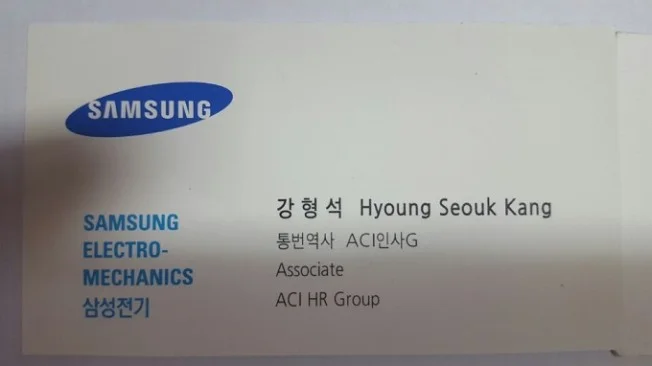 SAMSUNG
SAMSUNG
ELECTRO-
MECHANICS
삼성전기
강 형 석 Hyoung Seouk Kang
통번역사 ACI인사G
Associate
ACI HR Group